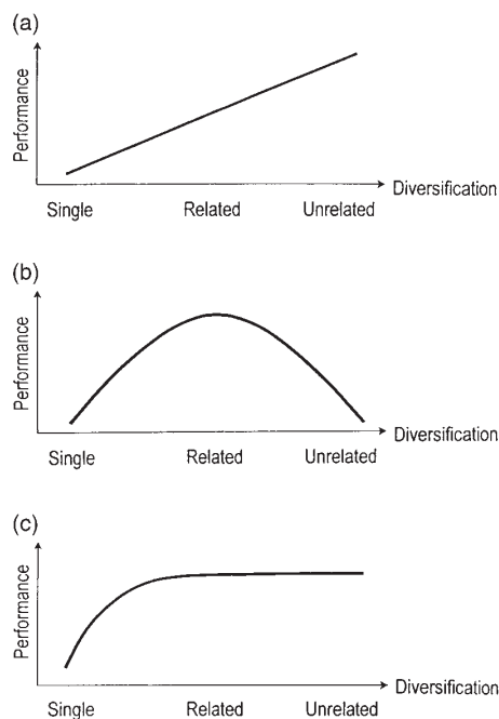 (a)
Performance
Diversification
Single Related Unrelated
(b)
Performance
Diversification
Single Related Unrelated
(c)
Performance
Diversification
Single Related Unrelated